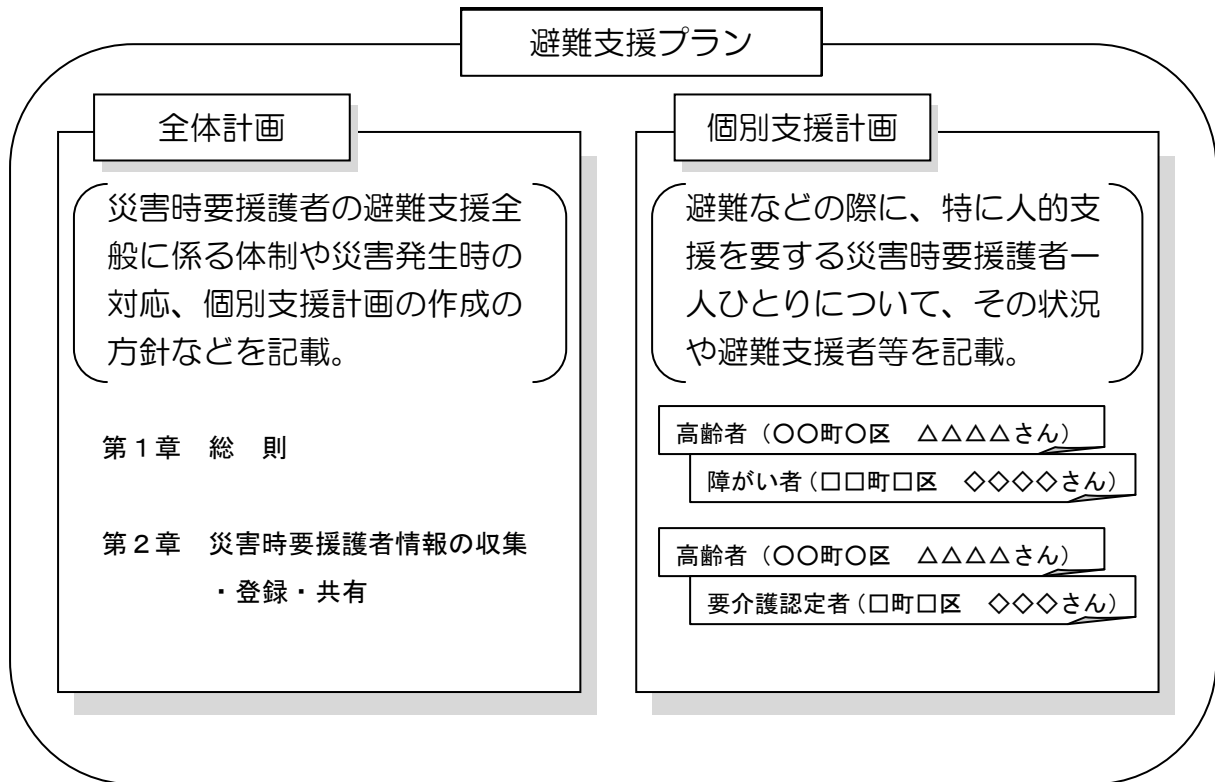 避難支援プラン
全体計画
災害時要援護者の避難支援全
般に係る体制や災害発生時の
対応、個別支援計画の作成の
方針などを記載。
第１章　総　則
第２章　災害時要援護者情報の収集
・登録・共有
個別支援計画
避難などの際に、特に人的支
援を要する災害時要援護者一
人ひとりについて、その状況
や避難支援者等を記載。
高齢者（〇〇町〇区　△△△△さん）
障がい者（□□町□区　◇◇◇◇さん）
高齢者（〇〇町〇区　△△△△さん）
要介護認定者（□町□区　◇◇◇さん）